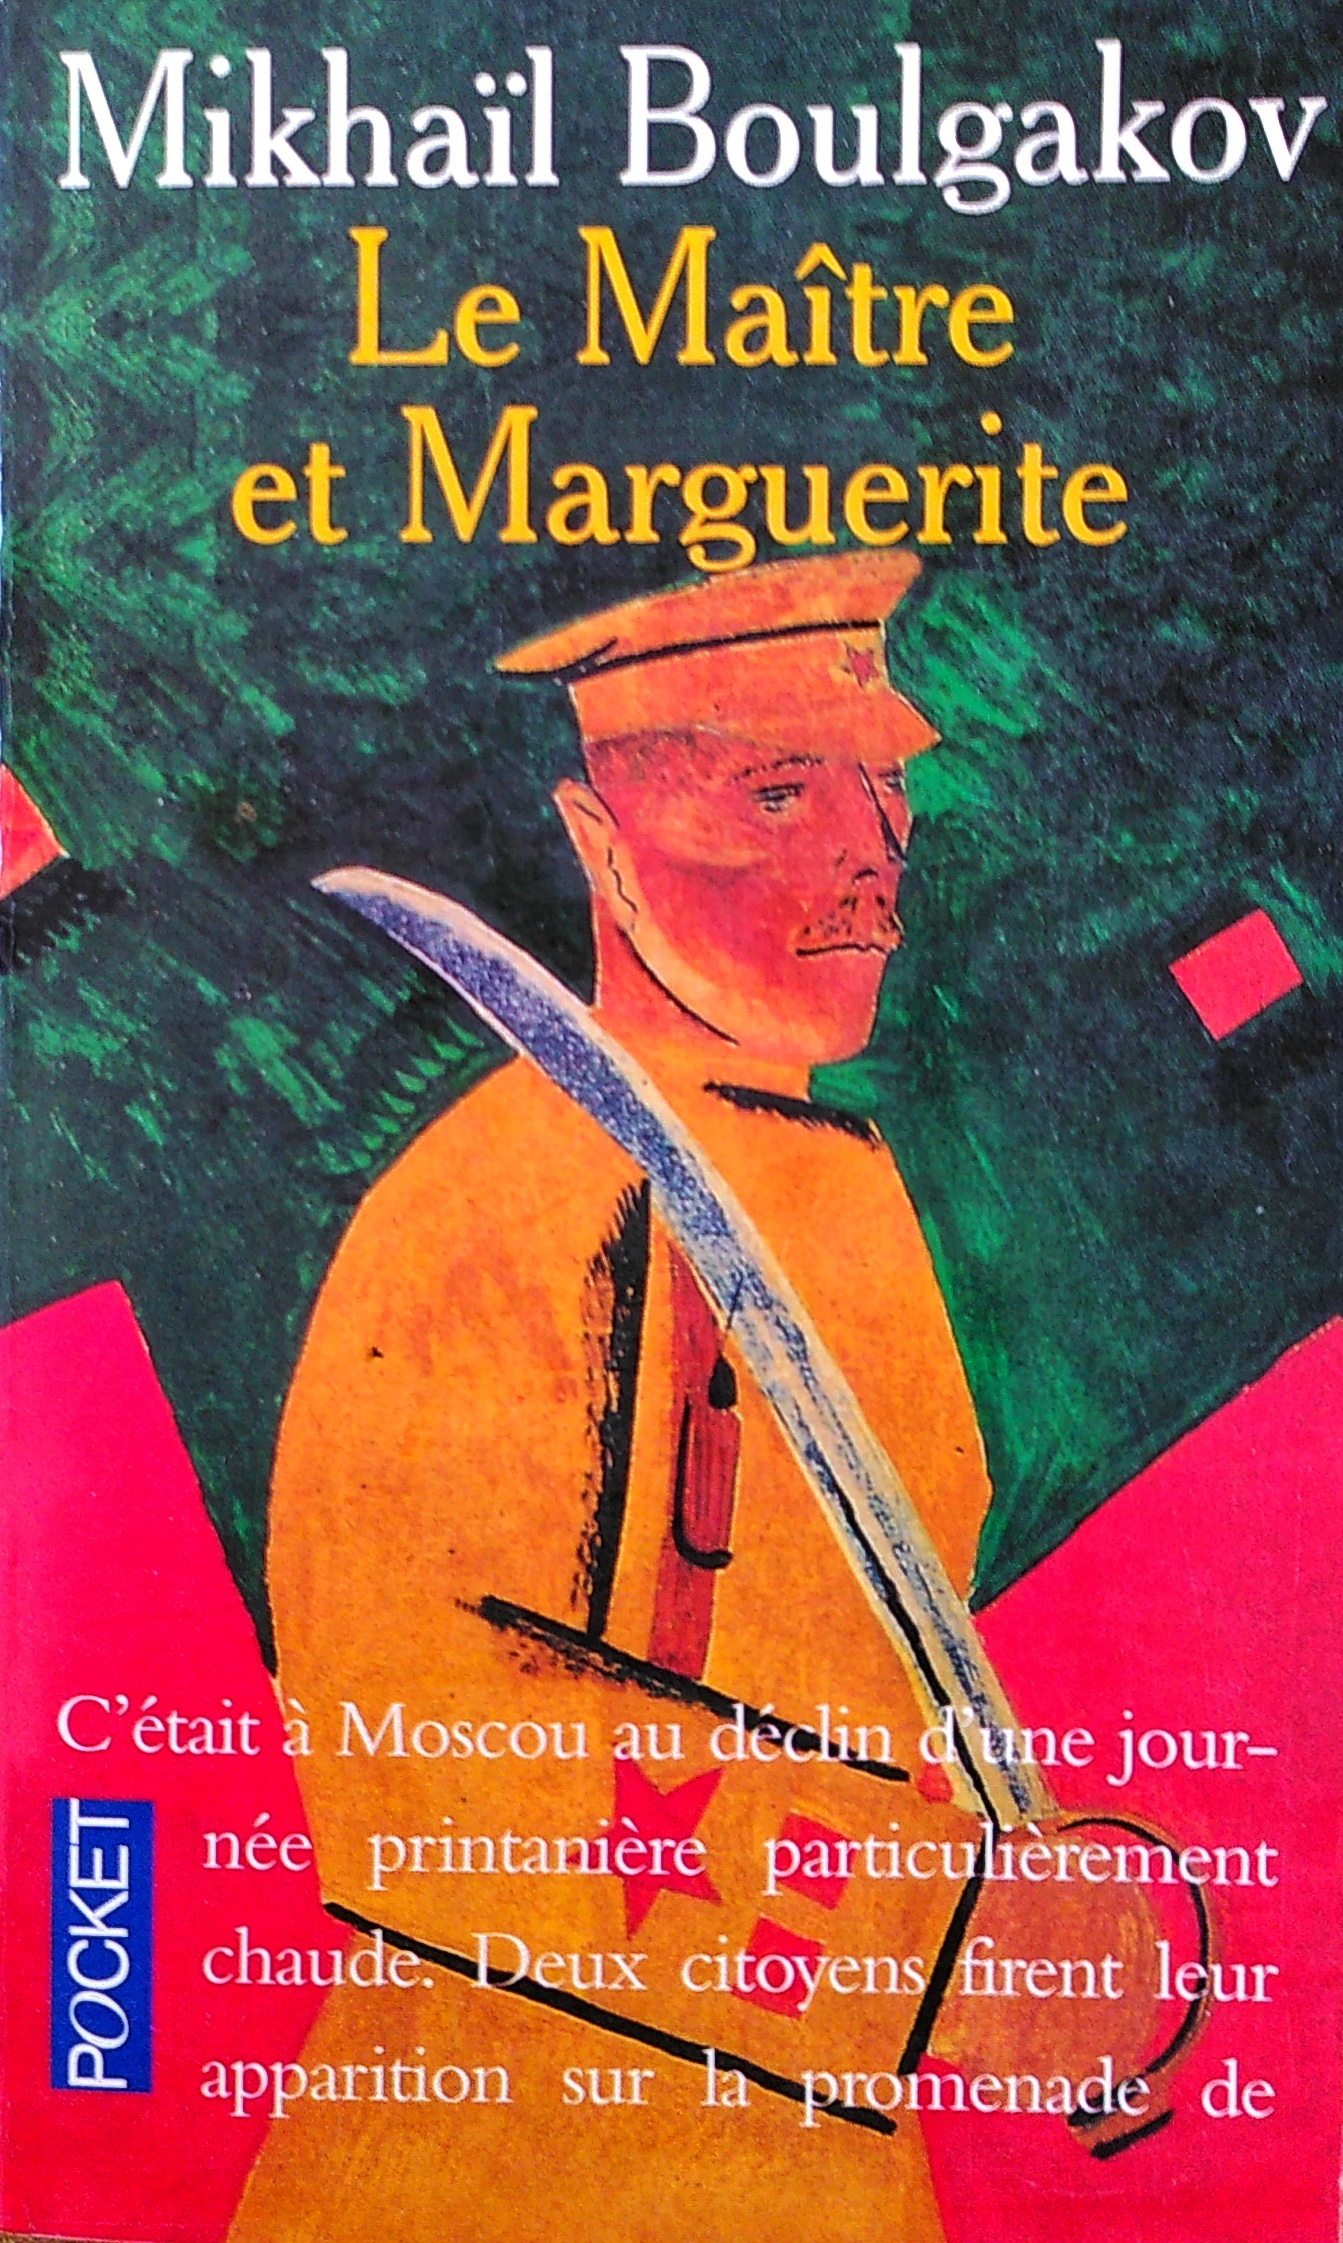 Mikhaïl Boulgakov
Le Maître
et Marguerite
C'était à Moscou au déclin d'une jour-
née printanière particulièrement
chaude. Deux citoyens firent leur
apparition sur la promenade de
POCKET